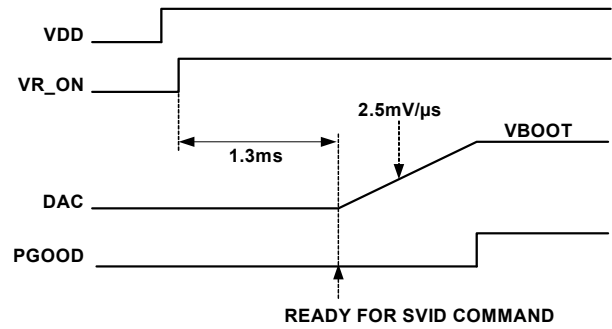 VDD
VR_ON
2.5mV/µs
VBOOT
1.3ms
DAC
PGOOD
READY FOR SVID COMMAND